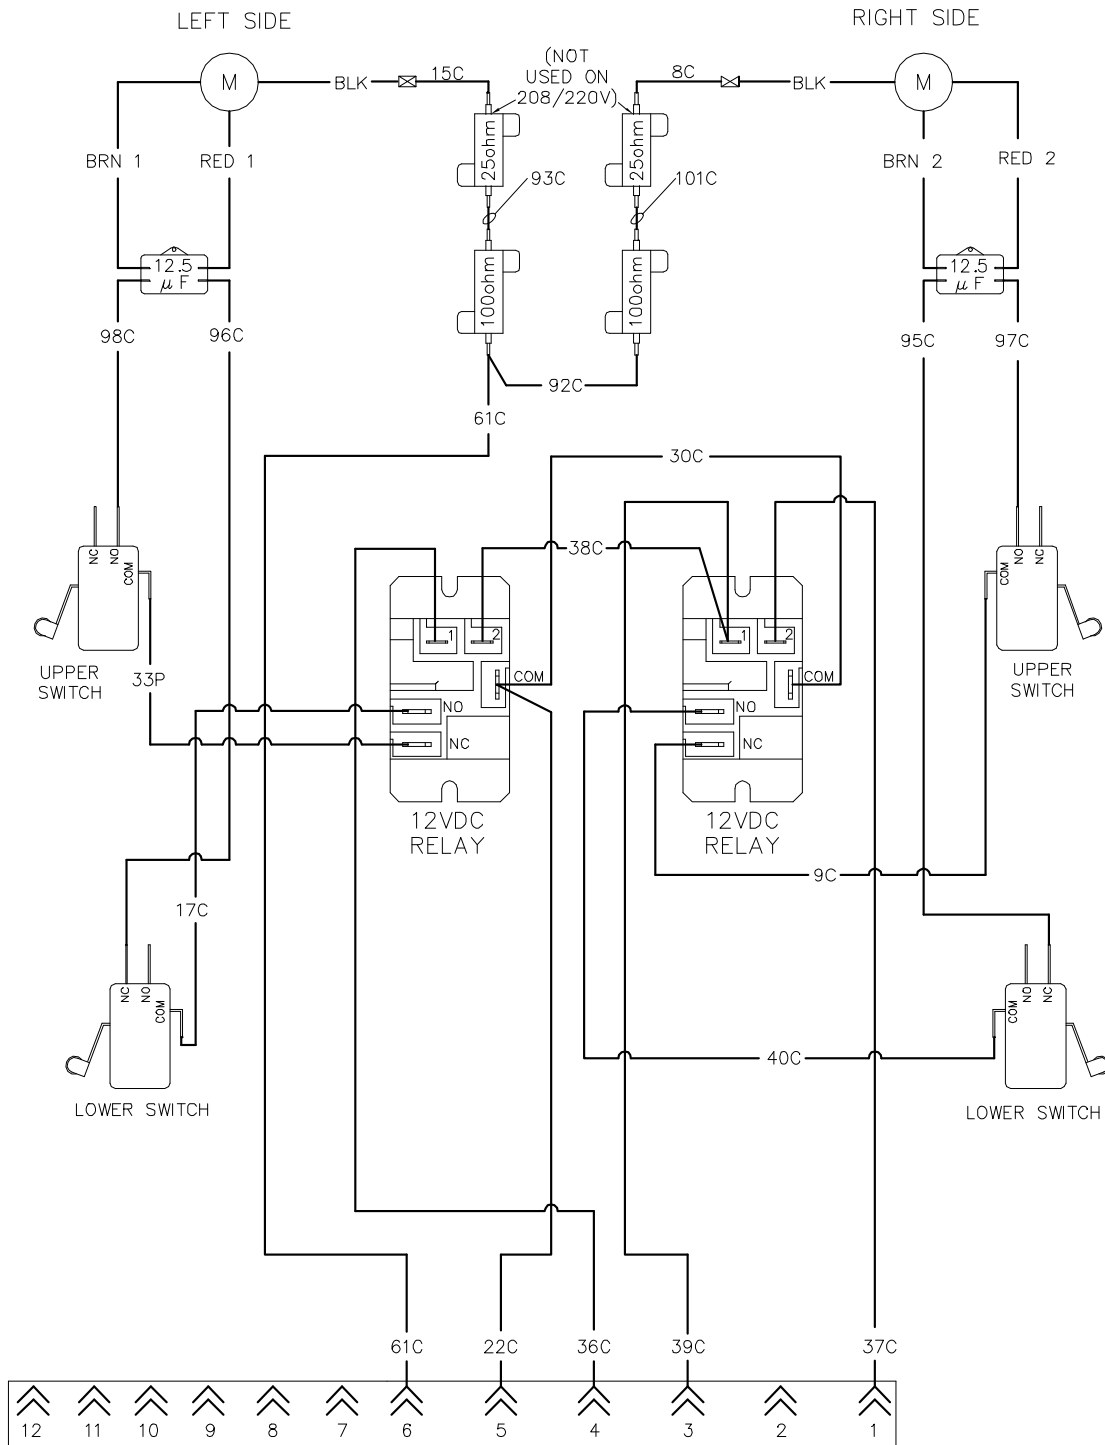 LEFT SIDE
RIGHT SIDE
M
BLK
15C
(NOT
USED ON
208/220V)
8C
BLK
M
BRN 1
RED 1
25ohm
25ohm
BRN 2
RED 2
93C
101C
12.5
µF
100ohm
100ohm
12.5
µF
98C
96C
95C
97C
92C
61C
30C
38C
NC
NO
COM
NO
NC
COM
1
2
1
2
UPPER
SWITCH
33P
COM
COM
UPPER
SWITCH
NO
NO
NC
NC
12VDC
RELAY
12VDC
RELAY
9C
17C
NC
NO
COM
COM
NO
NC
40C
LOWER SWITCH
LOWER SWITCH
61C
22C
36C
39C
37C
12
11
10
9
8
7
6
5
4
3
2
1